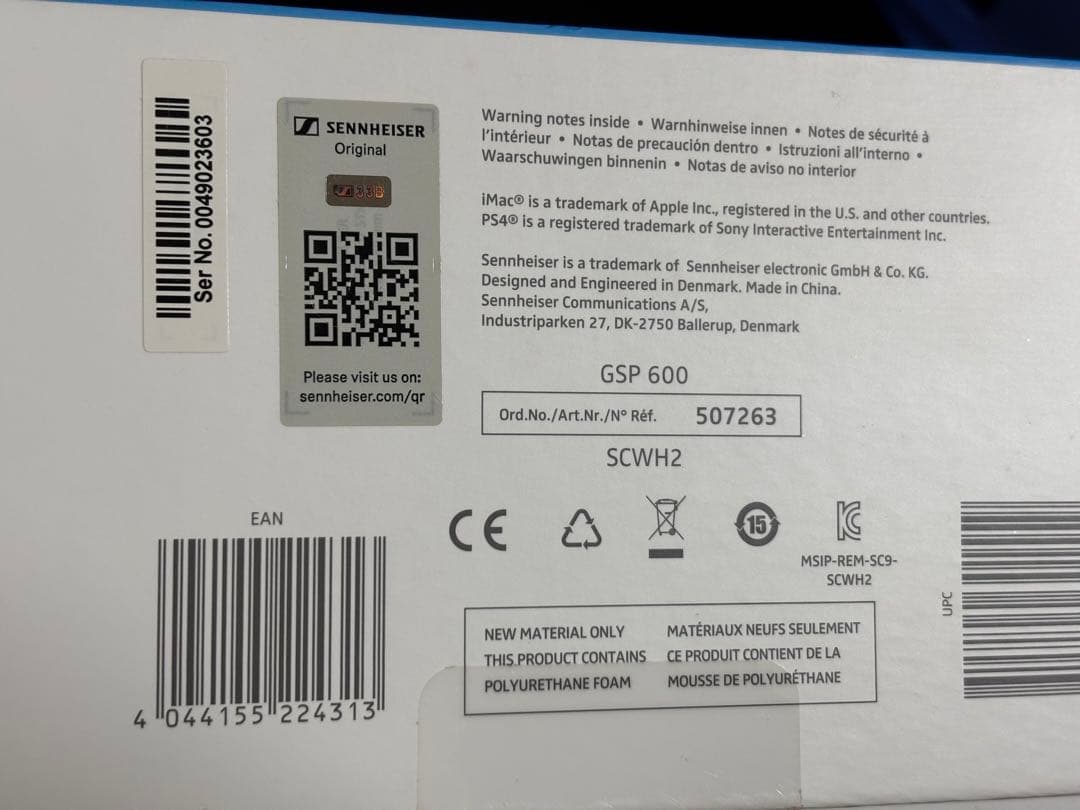 Ser No. 0049023603
SENNHEISER
Original
Please visit us on:
sennheiser.com/qr
Warning notes inside • Warnhinweise innen • Notes de sécurité à
l'intérieur • Notas de precaución dentro • Istruzioni all'interno •
Waarschuwingen binnenin • Notas de aviso no interior
iMac® is a trademark of Apple Inc., registered in the U.S. and other countries.
PS4® is a registered trademark of Sony Interactive Entertainment Inc.
Sennheiser is a trademark of Sennheiser electronic GmbH & Co. KG.
Designed and Engineered in Denmark. Made in China.
Sennheiser Communications A/S,
Industriparken 27, DK-2750 Ballerup, Denmark
GSP 600
Ord.No./Art.Nr./N° Réf. 507263
SCWH2
EAN
4 044155 224313
CE
15
MSIP-REM-SC9-
SCWH2
UPC
NEW MATERIAL ONLY
THIS PRODUCT CONTAINS
POLYURETHANE FOAM
MATÉRIAUX NEUFS SEULEMENT
CE PRODUIT CONTIENT DE LA
MOUSSE DE POLYURÉTHANE